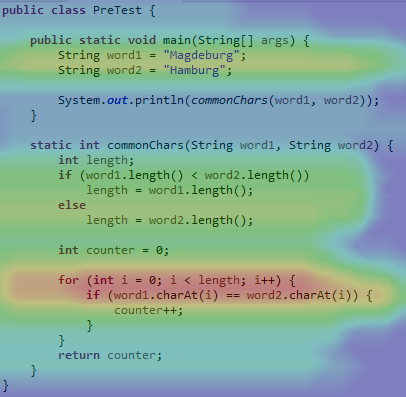 public class PreTest {
    public static void main(String[] args) {
        String word1 = "Magdeburg";
        String word2 = "Hamburg";
        System.out.println(commonChars(word1, word2));
    }
    static int commonChars(String word1, String word2) {
        int length;
        if (word1.length() < word2.length())
            length = word1.length();
        else
            length = word2.length();
        int counter = 0;
        for (int i = 0; i < length; i++) {
            if (word1.charAt(i) == word2.charAt(i)) {
                counter++;
            }
        }
        return counter;
    }
}